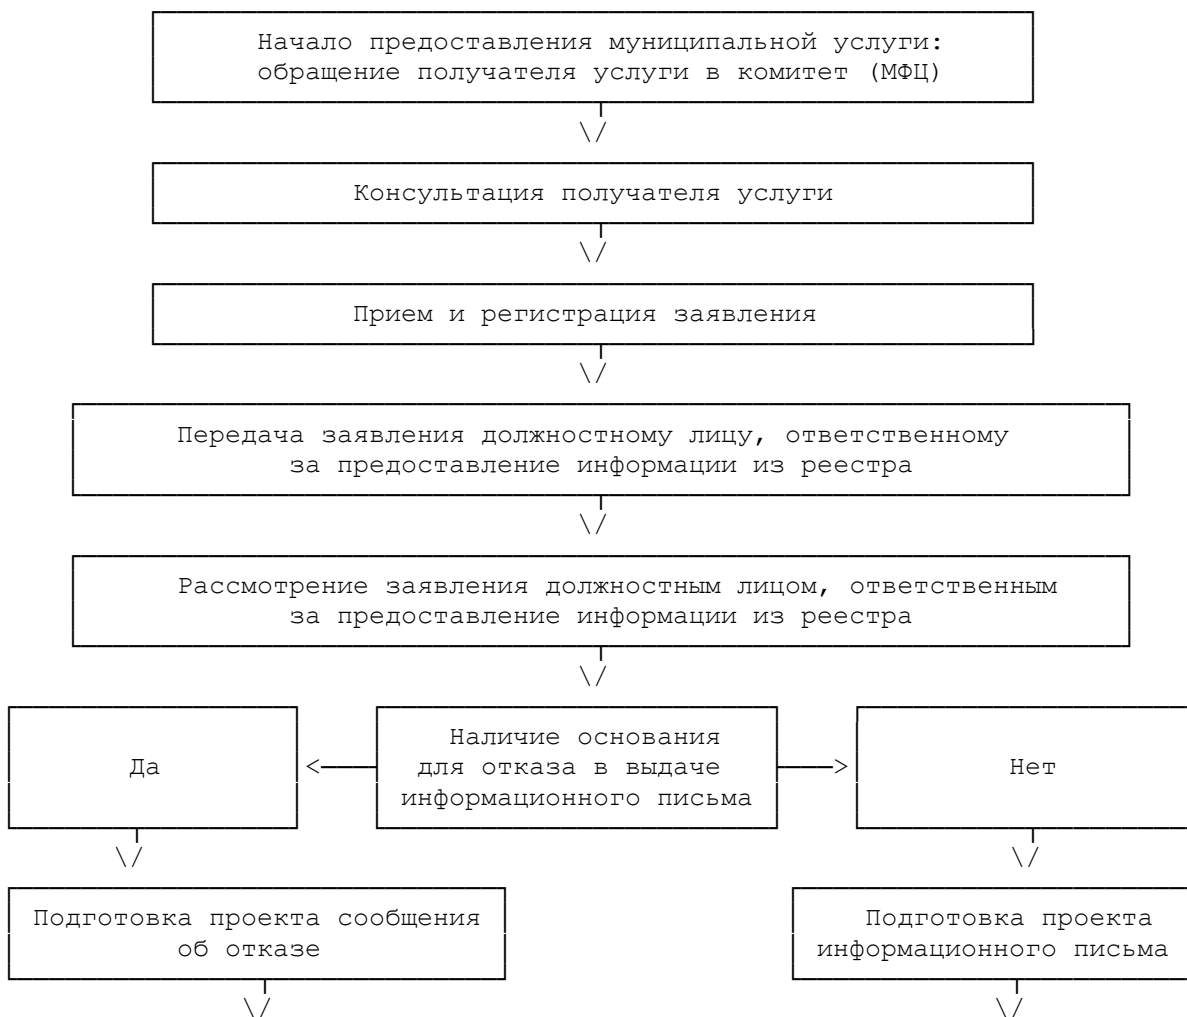 Начало предоставления муниципальной услуги:
обращение получателя услуги в комитет (МФЦ)
Консультация получателя услуги
Прием и регистрация заявления
Передача заявления должностному лицу, ответственному
за предоставление информации из реестра
Рассмотрение заявления должностным лицом, ответственным
за предоставление информации из реестра
Да
Наличие основания
для отказа в выдаче
информационного письма
Нет
Подготовка проекта сообщения
об отказе
Подготовка проекта
информационного письма